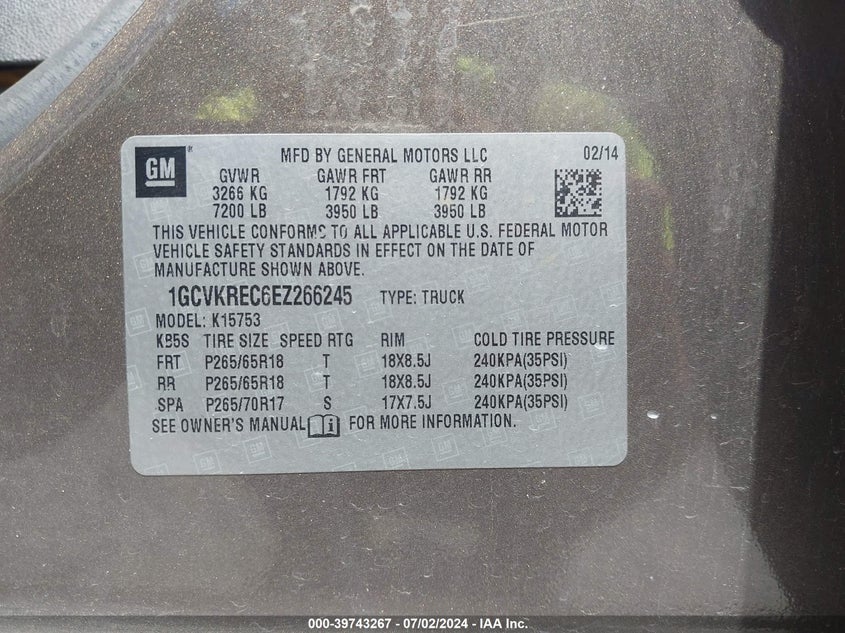 GM
MFD BY GENERAL MOTORS LLC 02/14
GVWR GAWR FRT GAWR RR
3266 KG 1792 KG 1792 KG
7200 LB 3950 LB 3950 LB
THIS VEHICLE CONFORMS TO ALL APPLICABLE U.S. FEDERAL MOTOR
VEHICLE SAFETY STANDARDS IN EFFECT ON THE DATE OF
MANUFACTURE SHOWN ABOVE.
1GCVKREC6EZ266245 TYPE: TRUCK
MODEL: K15753
KB5S TIRE SIZE SPEED RTG RIM COLD TIRE PRESSURE
FRT P265/65R18 T 18X8.5J 240KPA(35PSI)
RR P265/65R18 T 18X8.5J 240KPA(35PSI)
SPA P265/70R17 S 17X7.5J 240KPA(35PSI)
SEE OWNER'S MANUAL FOR MORE INFORMATION.
000-39743267 - 07/02/2024 - IAA Inc.